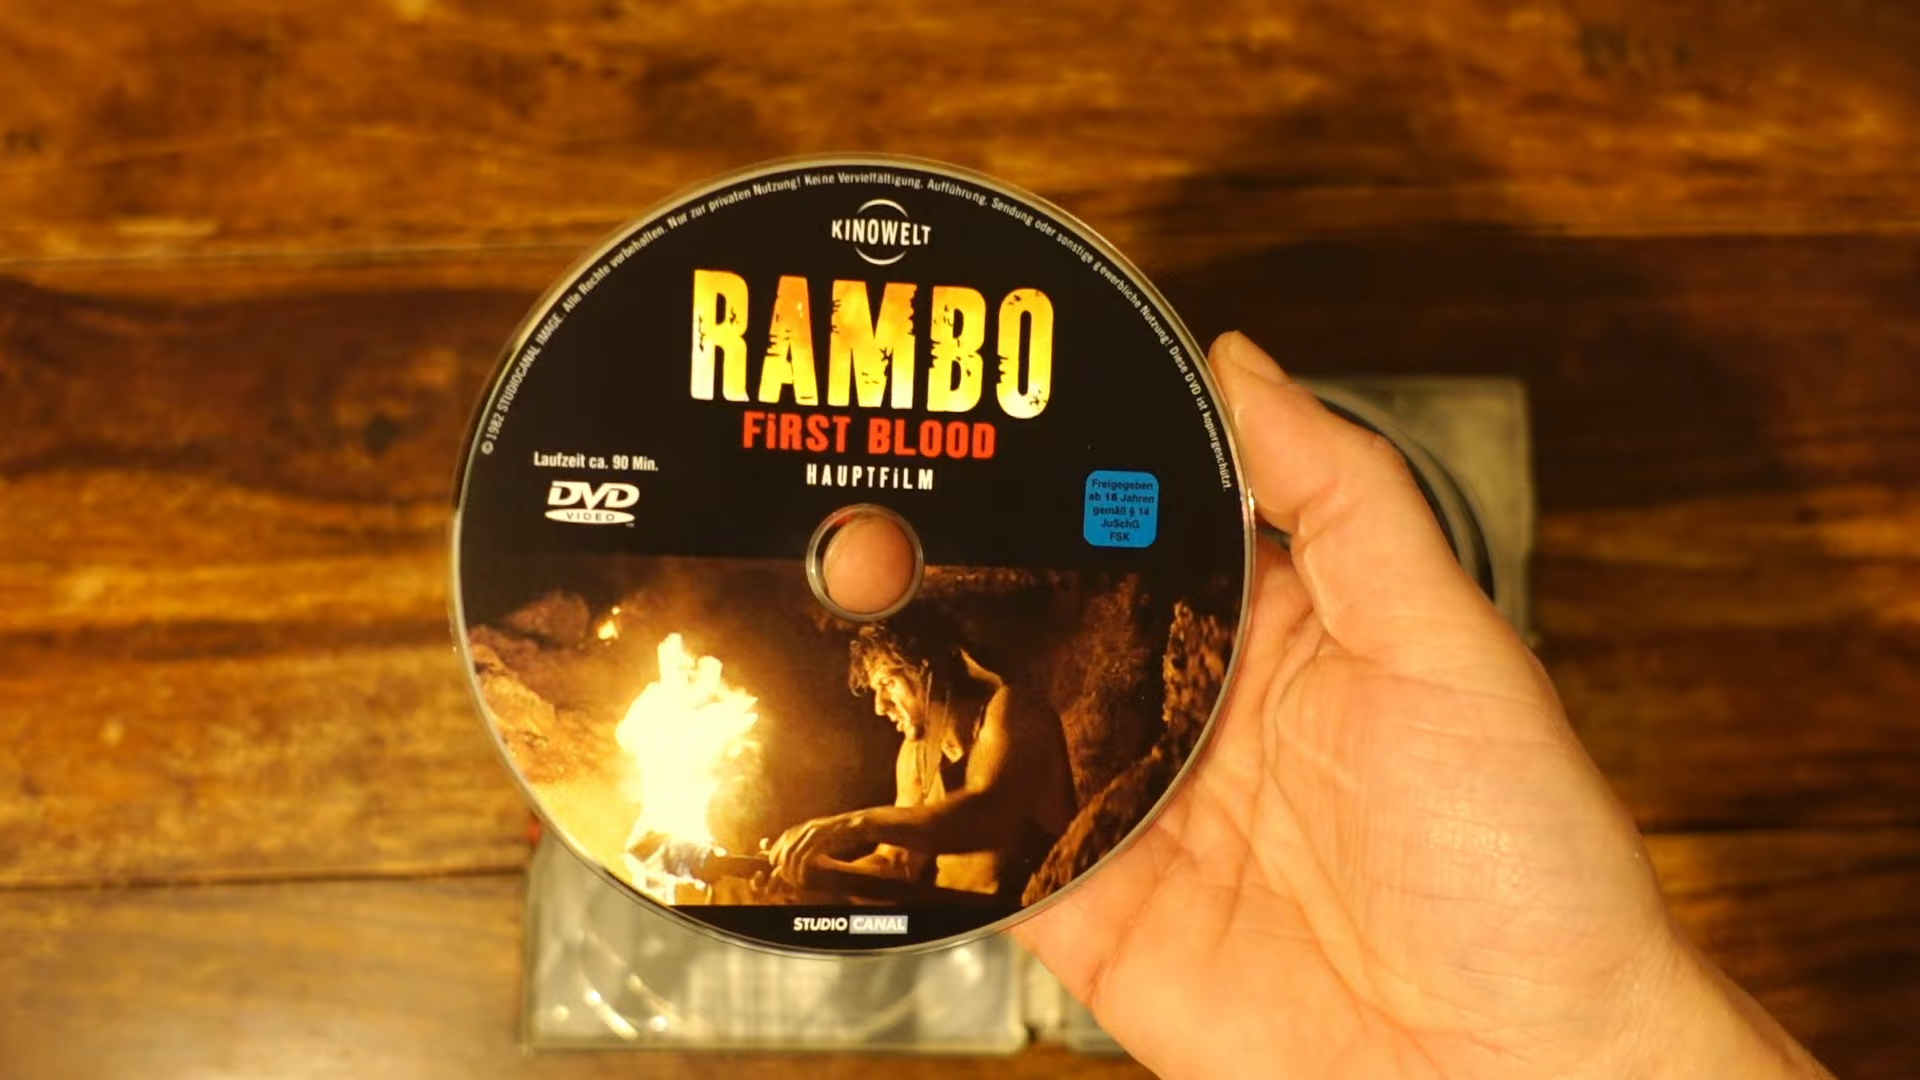 © 1982 STUDIOCANAL IMAGE. Alle Rechte vorbehalten. Nur zur privaten Nutzung! Keine Vervielfältigung, Aufführung, Sendung oder sonstige gewerbliche Nutzung! Diese DVD ist kopiergeschützt.
KINOWELT
RAMBO
FiRST BLOOD
HAUPTFiLM
Laufzeit ca. 90 Min.
DVD
VIDEO
Freigegeben
ab 16 Jahren
gemäß § 14
JuSchG
FSK
STUDIO CANAL